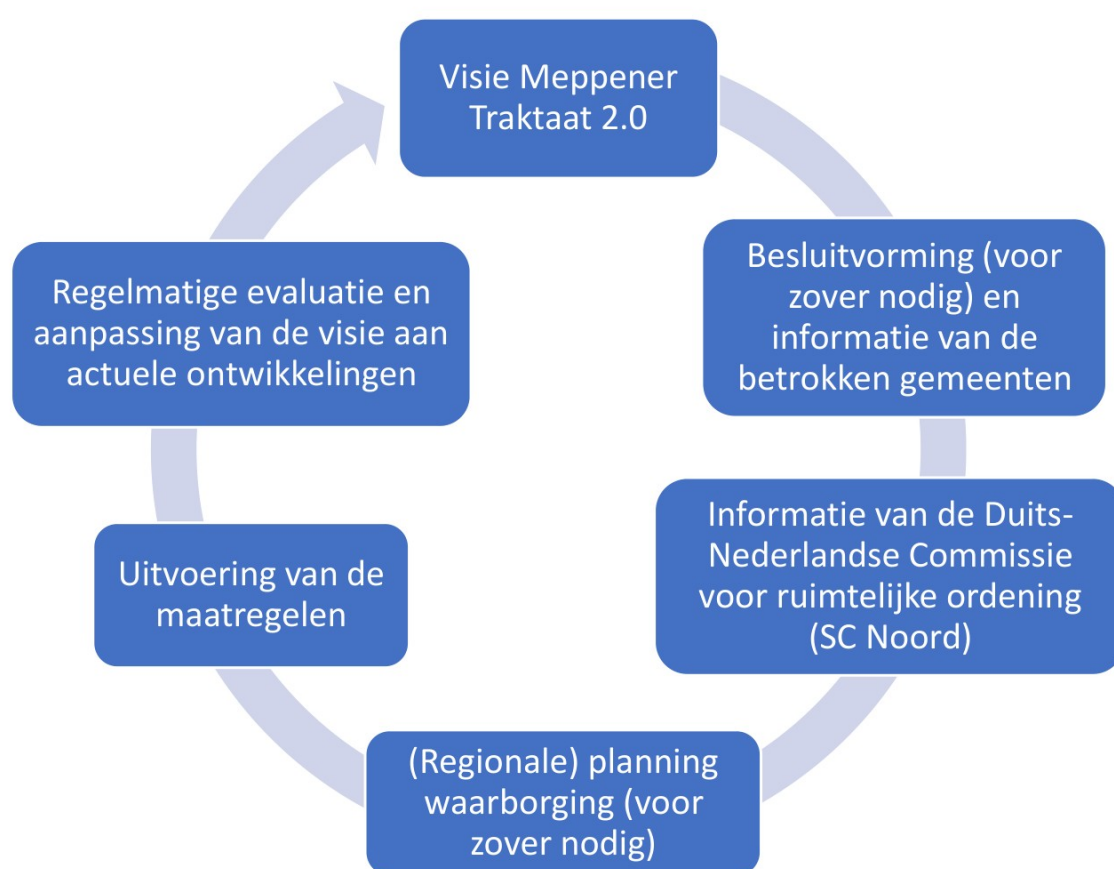 Visie Meppener
Traktaat 2.0
Besluitvorming (voor
zover nodig) en
informatie van de
betrokken gemeenten
Informatie van de Duits-
Nederlandse Commissie
voor ruimtelijke ordening
(SC Noord)
(Regionale) planning
waarborging (voor
zover nodig)
Uitvoering van de
maatregelen
Regelmatige evaluatie en
aanpassing van de visie aan
actuele ontwikkelingen